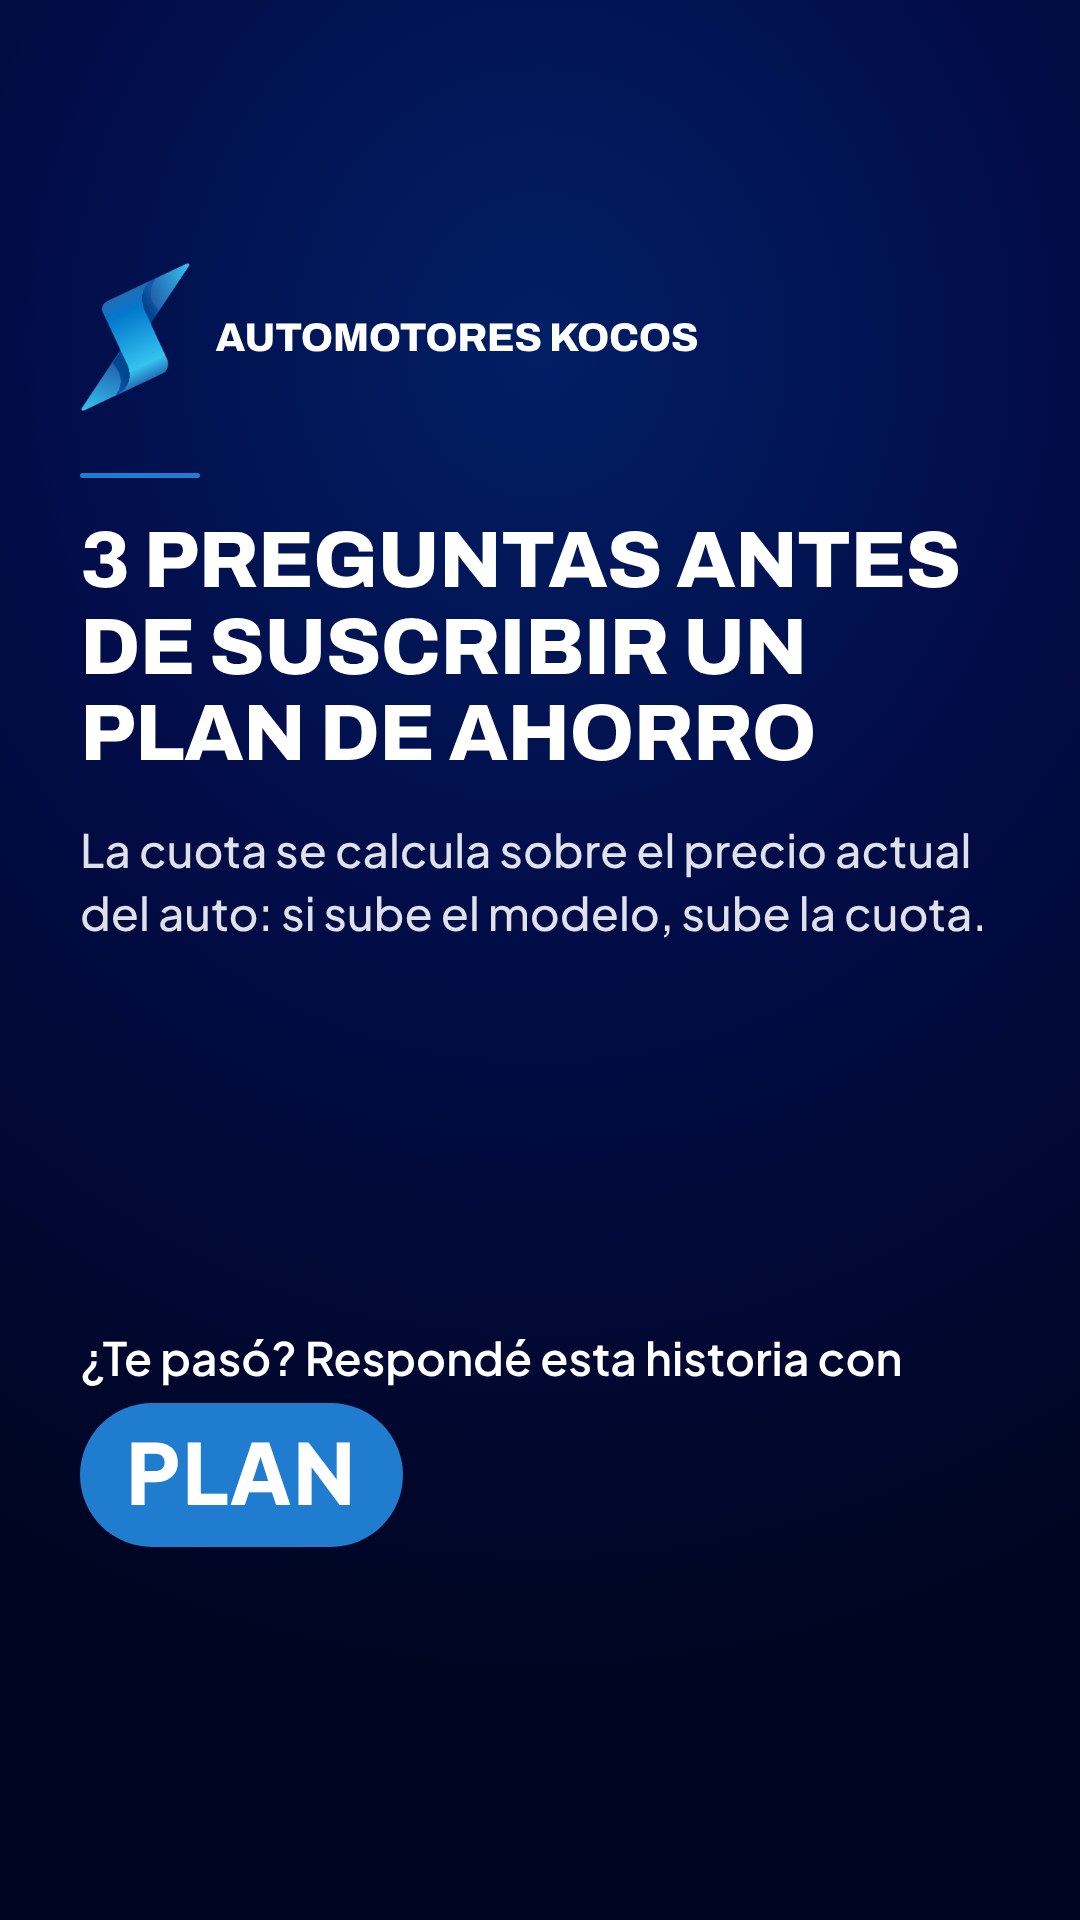 AUTOMOTORES KOCOS
3 PREGUNTAS ANTES
DE SUSCRIBIR UN
PLAN DE AHORRO
La cuota se calcula sobre el precio actual
del auto: si sube el modelo, sube la cuota.
¿Te pasó? Respondé esta historia con
PLAN